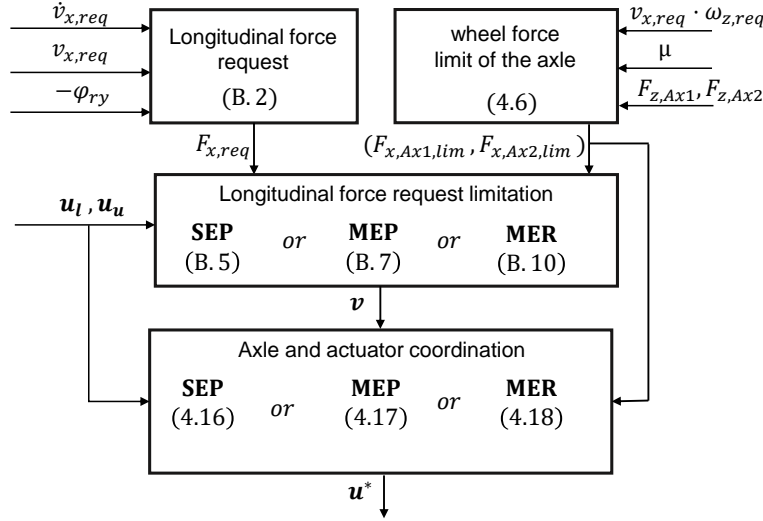 v̇x,req
vx,req
−φry
Longitudinal force
request
(B. 2)
wheel force
limit of the axle
(4.6)
vx,req · ωz,req
μ
Fz,Ax1, Fz,Ax2
Fx,req
(Fx,Ax1,lim , Fx,Ax2,lim )
ul , uu
Longitudinal force request limitation
SEP or MEP or MER
(B. 5) (B. 7) (B. 10)
v
Axle and actuator coordination
SEP or MEP or MER
(4.16) (4.17) (4.18)
u*